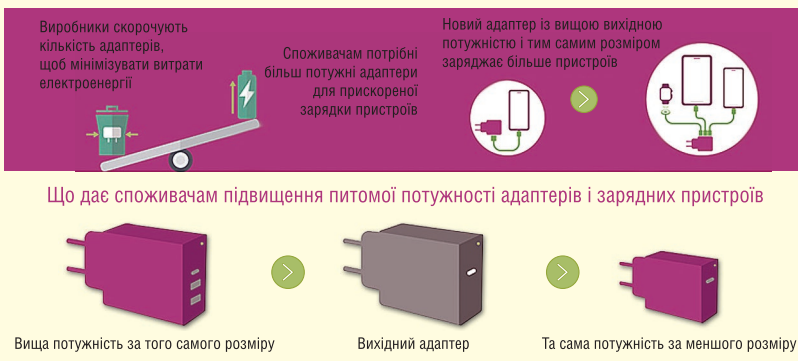 Виробники скорочують
кількість адаптерів,
щоб мінімізувати витрати
електроенергії
Споживачам потрібні
більш потужні адаптери
для прискореної
зарядки пристроїв
Новий адаптер із вищою вихідною
потужністю і тим самим розміром
заряджає більше пристроїв
Що дає споживачам підвищення питомої потужності адаптерів і зарядних пристроїв
Вища потужність за того самого розміру
Вихідний адаптер
Та сама потужність за меншого розміру